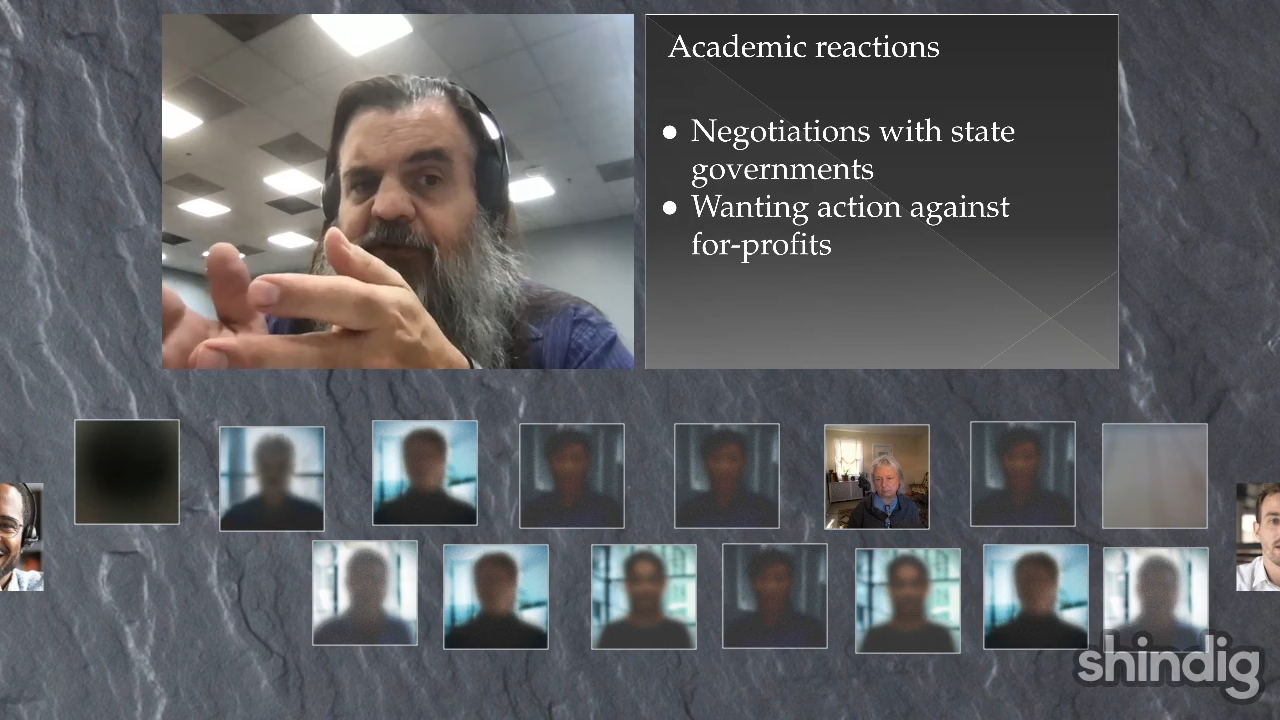 Academic reactions
● Negotiations with state
governments
● Wanting action against
for-profits
shindig